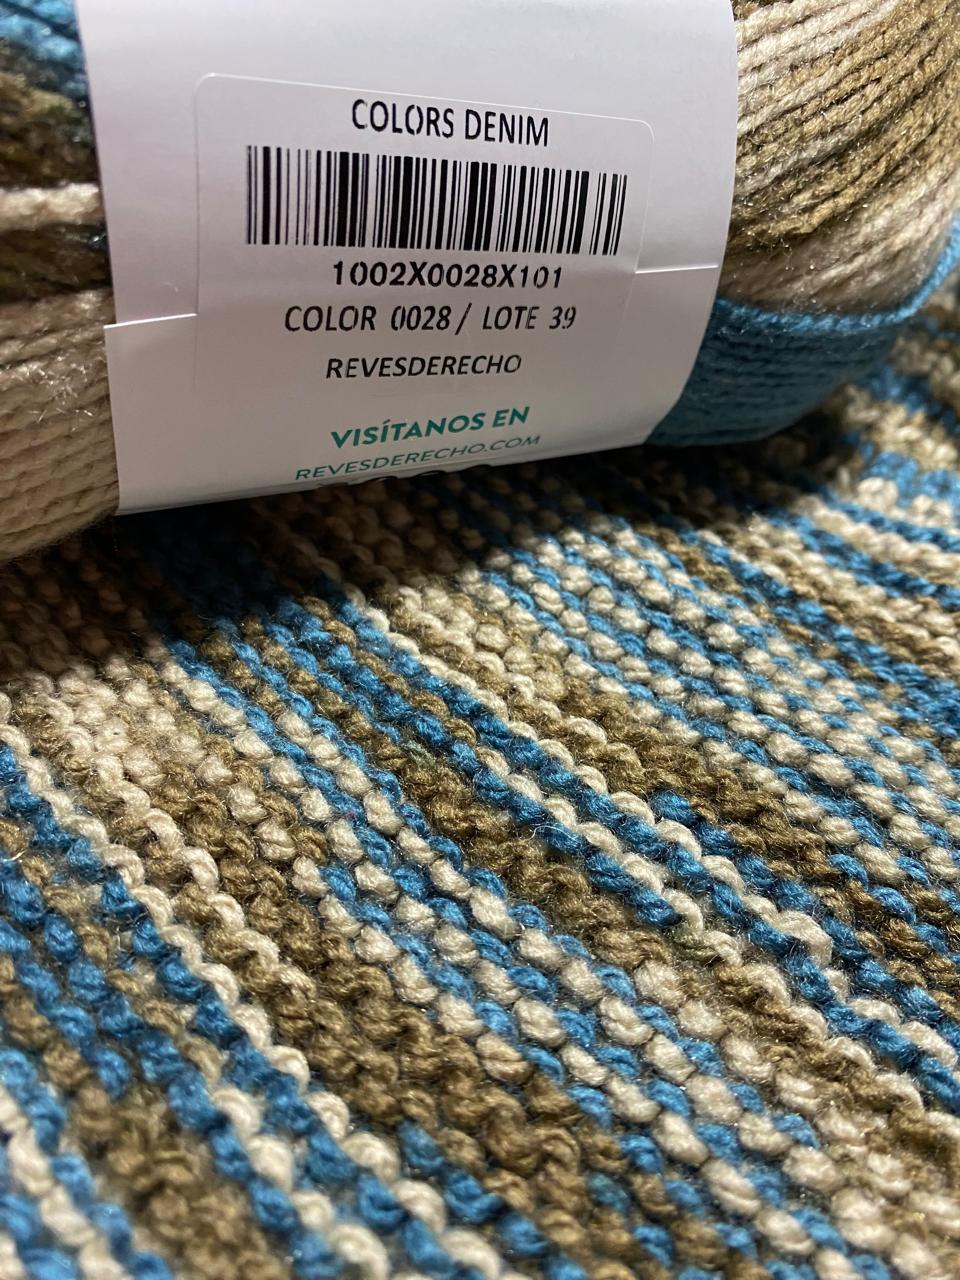 COLORS DENIM
1002X0028X101
COLOR 0028 / LOTE 39
REVESDERECHO
VISÍTANOS EN
REVESDERECHO.COM